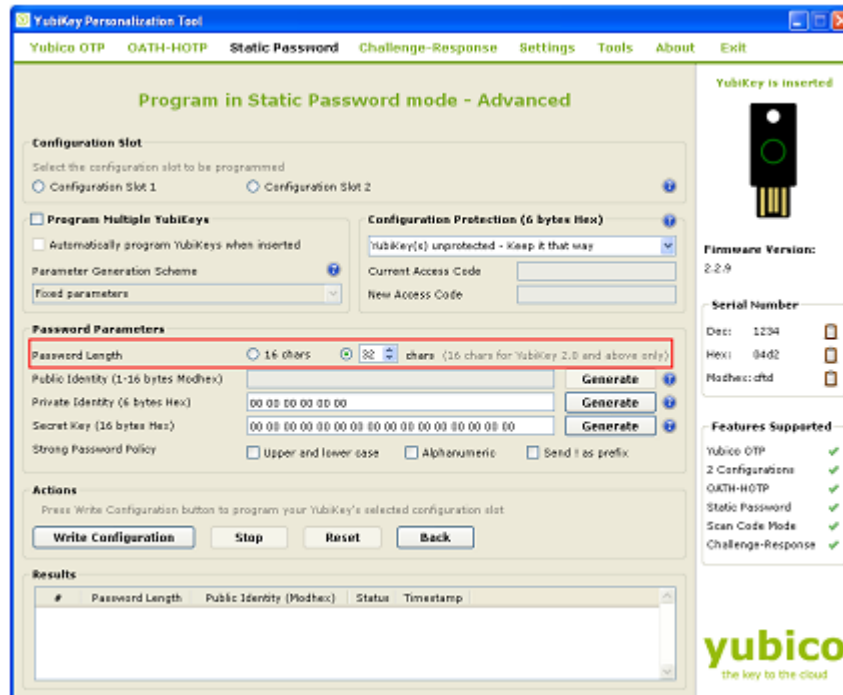 YubiKey Personalization Tool
Yubico OTP OATH-HOTP Static Password Challenge-Response Settings Tools About Exit
YubiKey is inserted
Program in Static Password mode - Advanced
Configuration Slot
Select the configuration slot to be programmed
Configuration Slot 1 Configuration Slot 2
Program Multiple YubiKeys
Automatically program YubiKeys when inserted
Parameter Generation Scheme
Fixed parameters
Configuration Protection (6 bytes Hex)
YubiKey(s) unprotected - Keep it that way
Current Access Code
New Access Code
Password Parameters
Password Length 16 chars 32 chars (16 chars for YubiKey 2.0 and above only)
Public Identity (1-16 bytes Modhex) Generate
Private Identity (6 bytes Hex) 00 00 00 00 00 00 Generate
Secret Key (16 bytes Hex) 00 00 00 00 00 00 00 00 00 00 00 00 00 00 00 00 Generate
Strong Password Policy Upper and lower case Alphanumeric Send ! as prefix
Actions
Press Write Configuration button to program your YubiKey's selected configuration slot
Write Configuration Stop Reset Back
Results
# Password Length Public Identity (Modhex) Status Timestamp
Firmware Version:
2.2.9
Serial Number
Dec: 1234
Hex: 04d2
Modhex: cftd
Features Supported
Yubico OTP
2 Configurations
OATH-HOTP
Static Password
Scan Code Mode
Challenge-Response
yubico
the key to the cloud